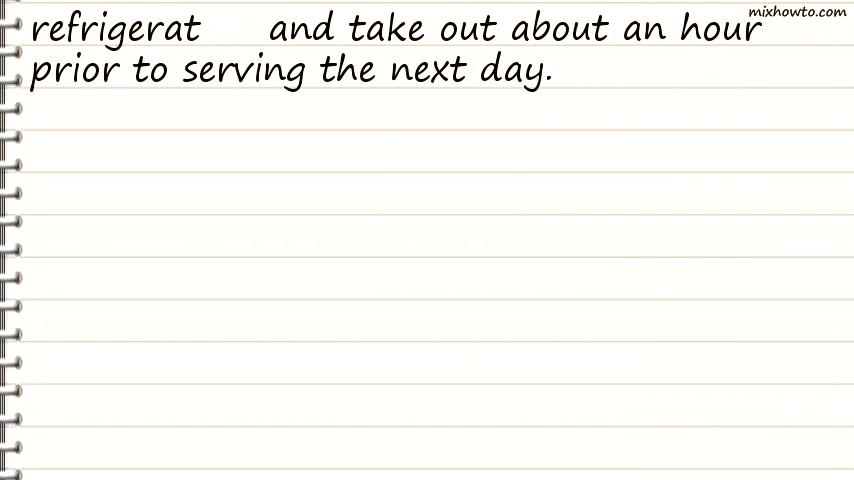 mixhowto.com
refrigerat and take out about an hour
prior to serving the next day.